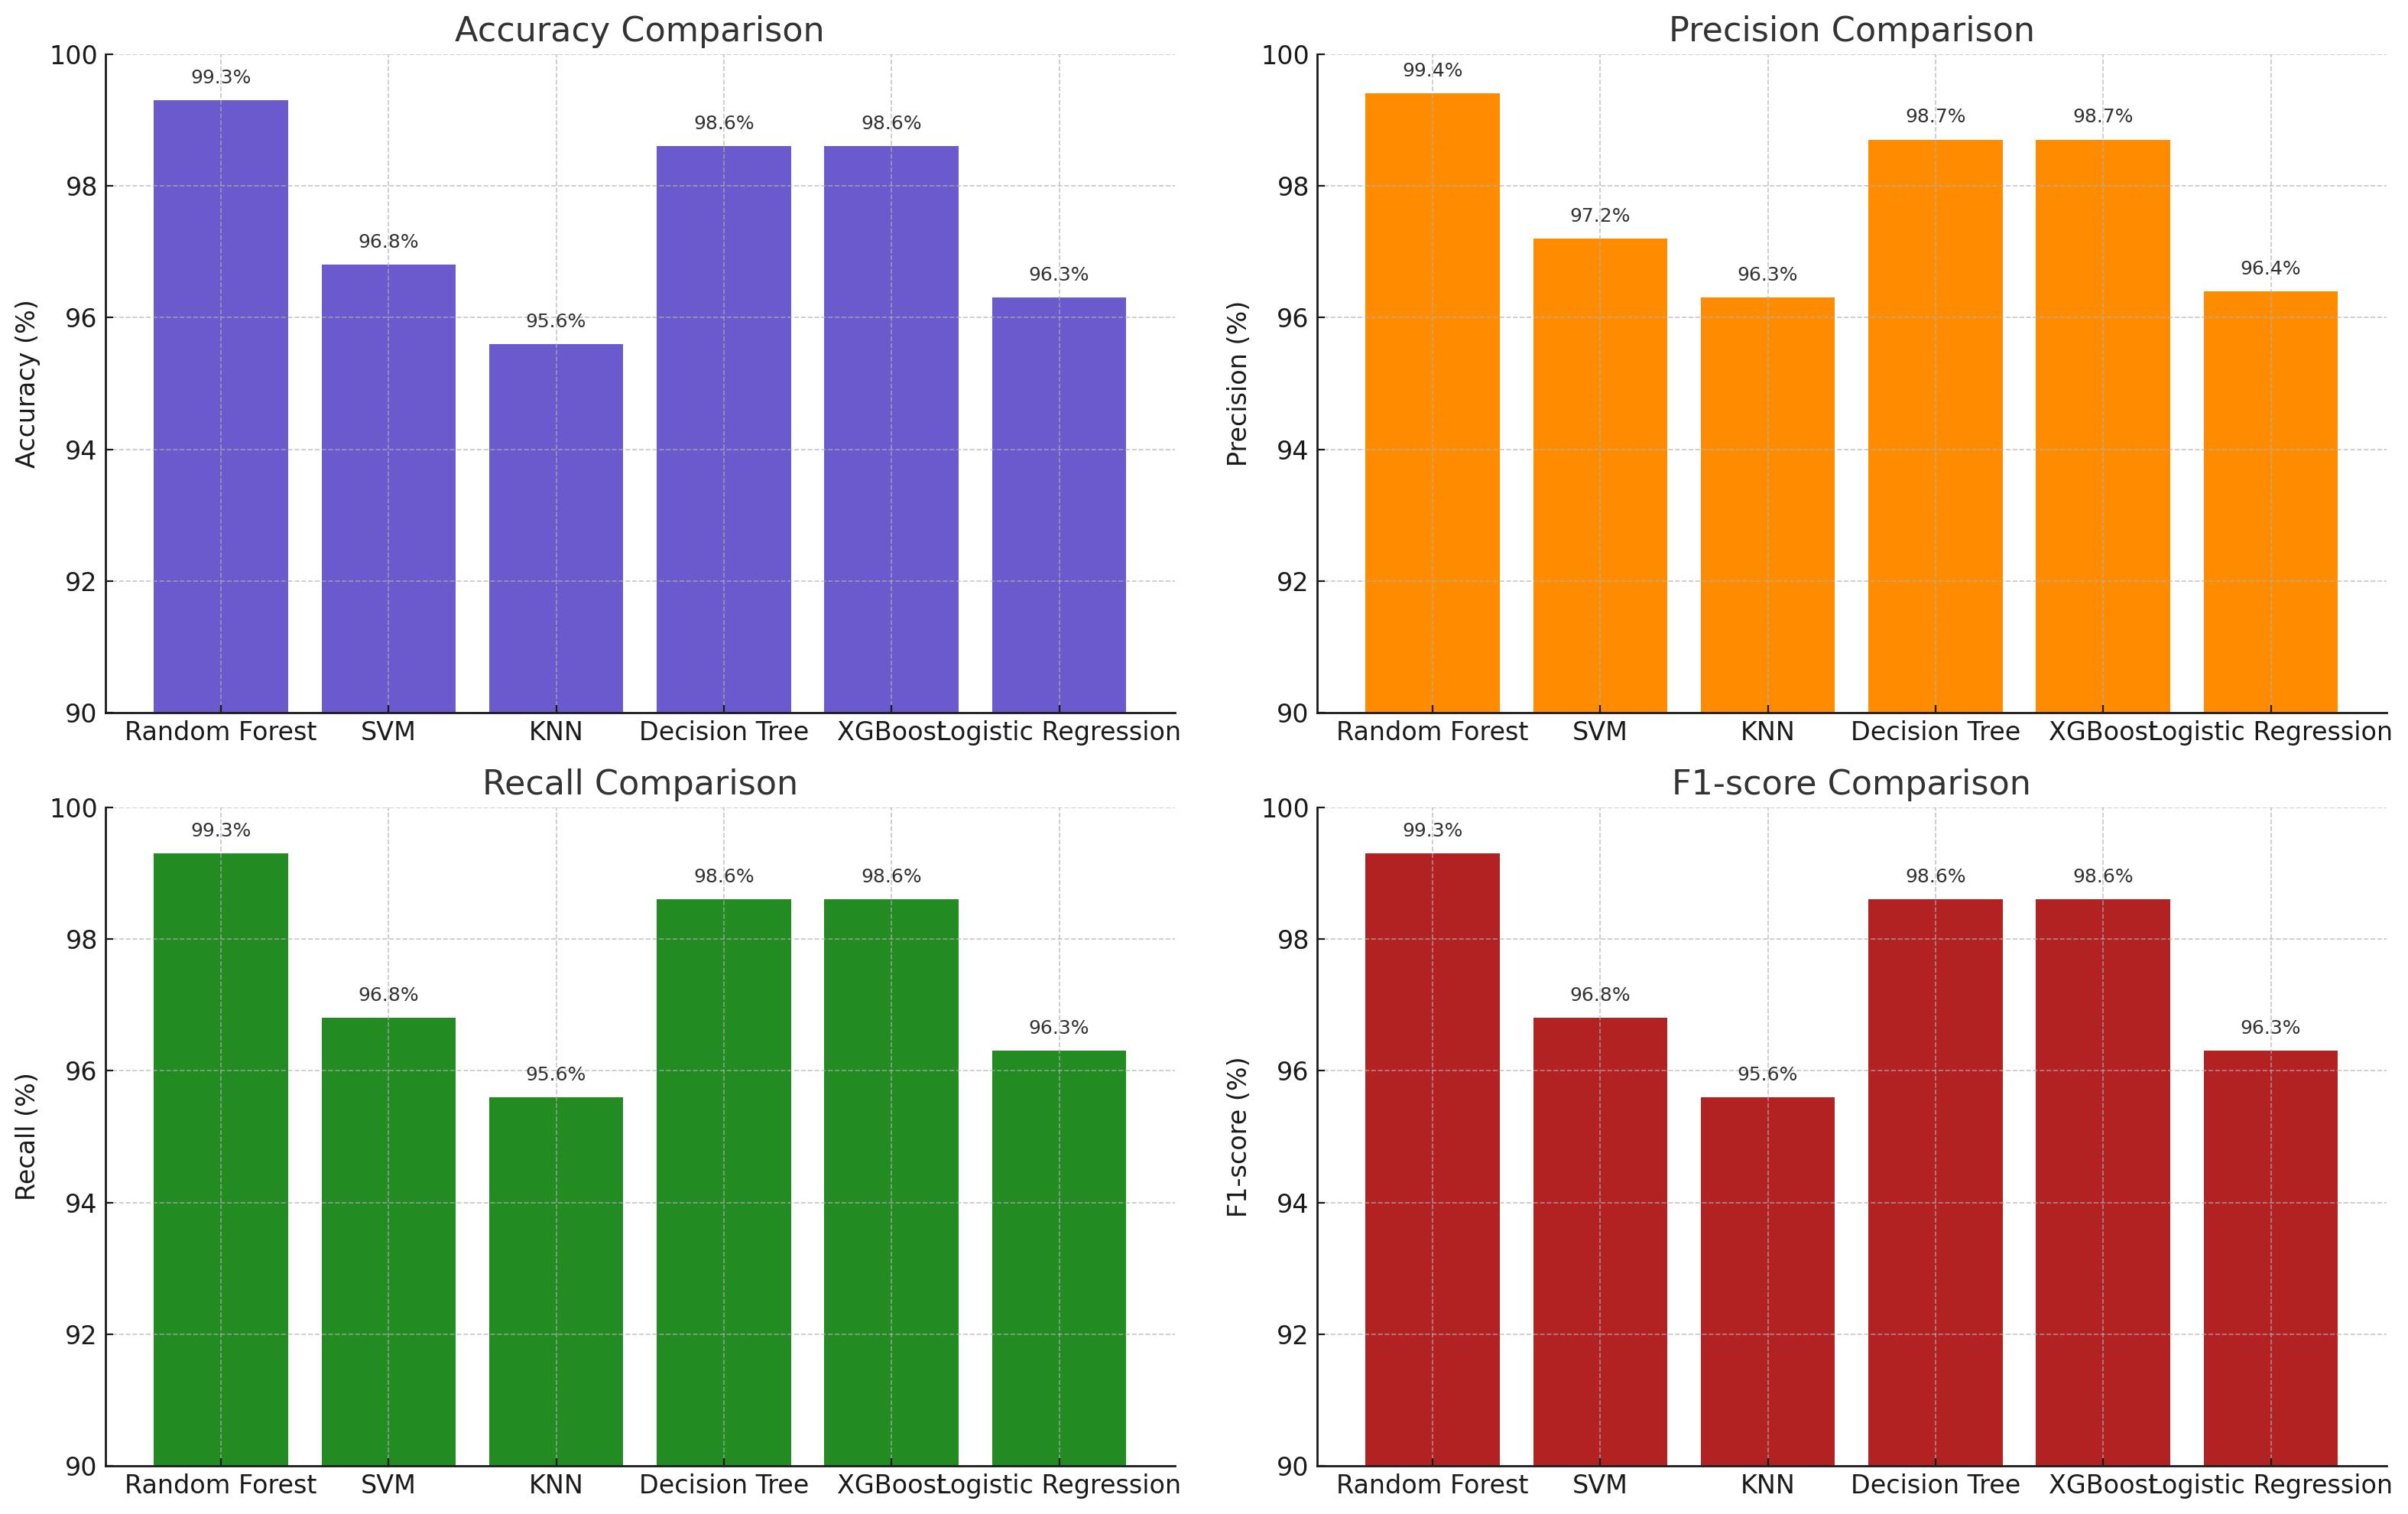 Accuracy Comparison
Accuracy (%)
100
98
96
94
92
90
99.3%
96.8%
95.6%
98.6%
98.6%
96.3%
Random Forest
SVM
KNN
Decision Tree
XGBoost
Logistic Regression
Precision Comparison
Precision (%)
100
98
96
94
92
90
99.4%
97.2%
96.3%
98.7%
98.7%
96.4%
Random Forest
SVM
KNN
Decision Tree
XGBoost
Logistic Regression
Recall Comparison
Recall (%)
100
98
96
94
92
90
99.3%
96.8%
95.6%
98.6%
98.6%
96.3%
Random Forest
SVM
KNN
Decision Tree
XGBoost
Logistic Regression
F1-score Comparison
F1-score (%)
100
98
96
94
92
90
99.3%
96.8%
95.6%
98.6%
98.6%
96.3%
Random Forest
SVM
KNN
Decision Tree
XGBoost
Logistic Regression